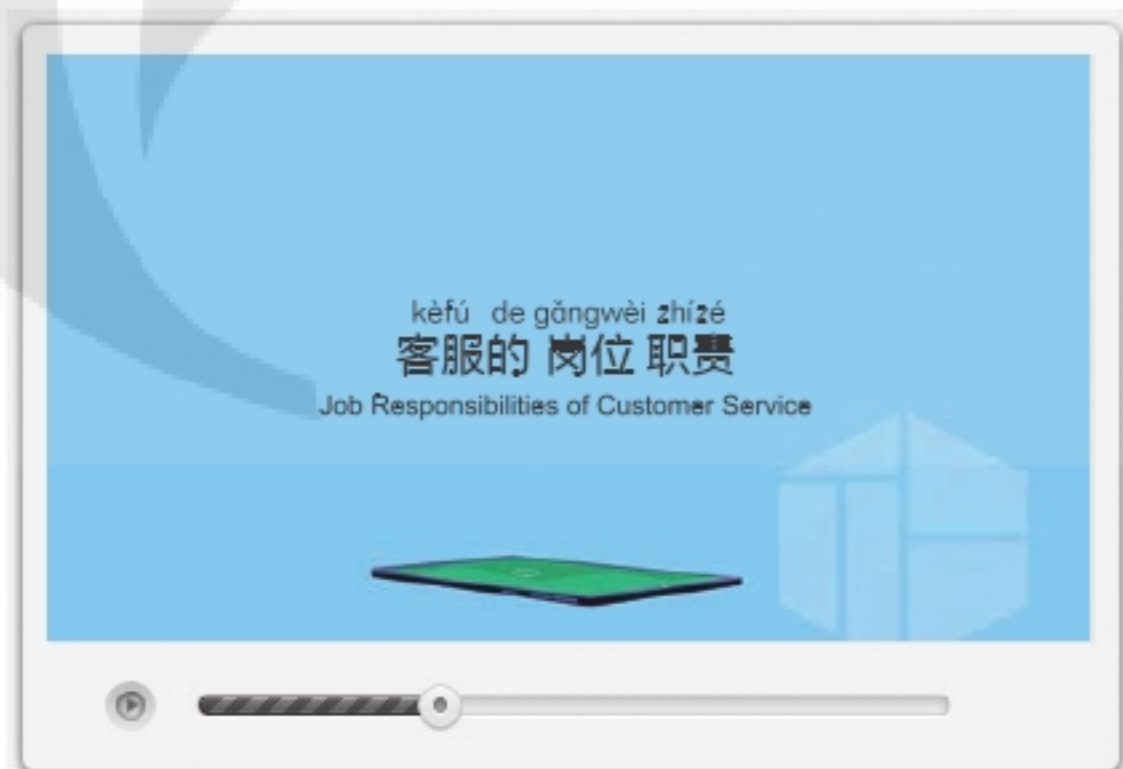 kèfú de gǎngwèi zhízé
客服的 岗位 职责
Job Responsibilities of Customer Service